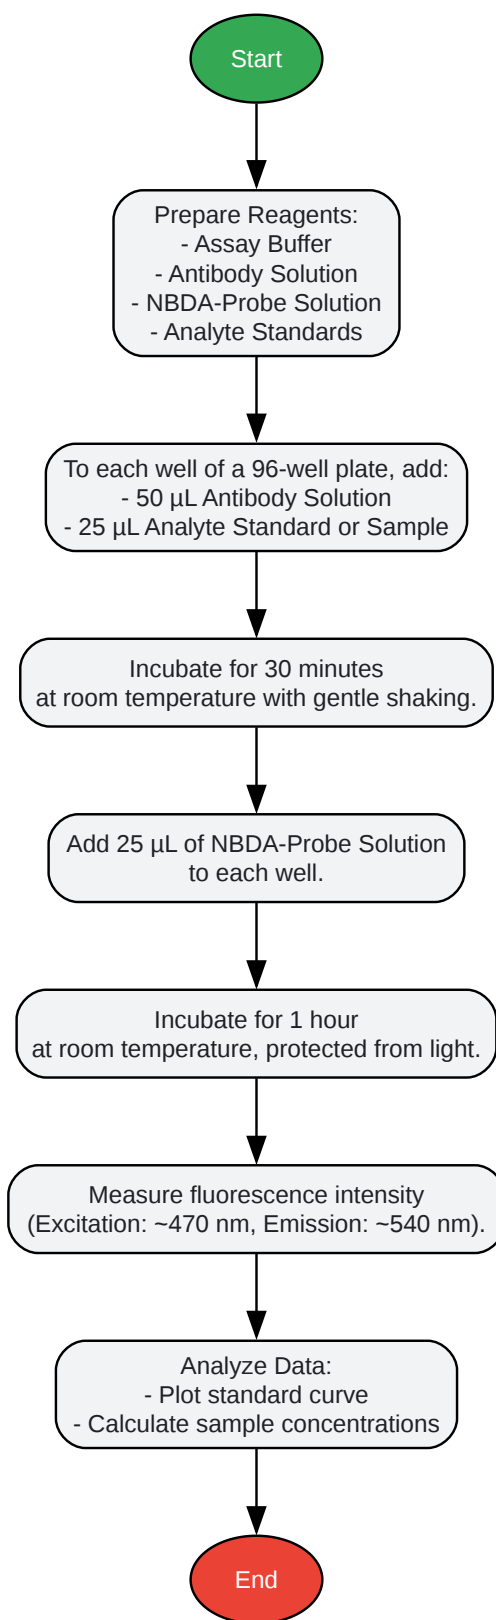 Start
Prepare Reagents:
- Assay Buffer
- Antibody Solution
- NBDA-Probe Solution
- Analyte Standards
To each well of a 96-well plate, add:
- 50 µL Antibody Solution
- 25 µL Analyte Standard or Sample
Incubate for 30 minutes
at room temperature with gentle shaking.
Add 25 µL of NBDA-Probe Solution
to each well.
Incubate for 1 hour
at room temperature, protected from light.
Measure fluorescence intensity
(Excitation: ~470 nm, Emission: ~540 nm).
Analyze Data:
- Plot standard curve
- Calculate sample concentrations
End